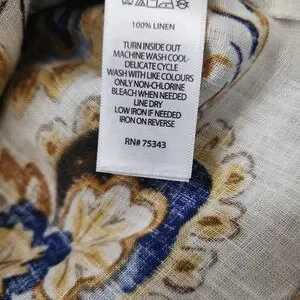 100% LINEN
TURN INSIDE OUT
MACHINE WASH COOL-
DELICATE CYCLE
WASH WITH LIKE COLOURS
ONLY NON-CHLORINE
BLEACH WHEN NEEDED
LINE DRY
LOW IRON IF NEEDED
IRON ON REVERSE
RN# 75343